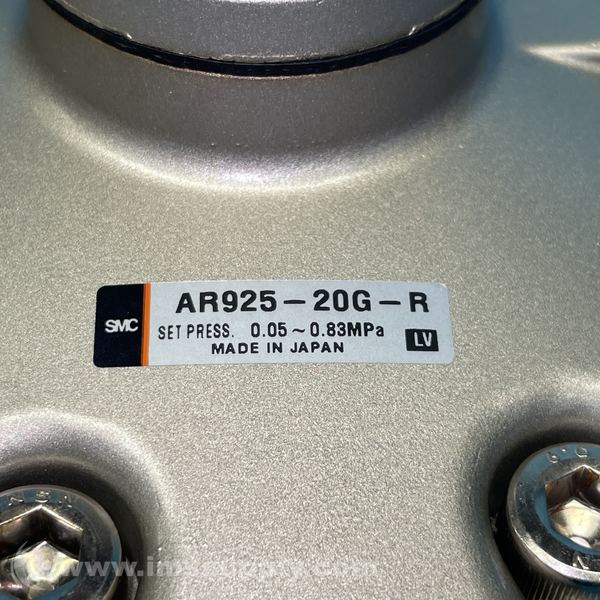 AR925-20G-R
SMC
SET PRESS. 0.05~0.83MPa
LV
MADE IN JAPAN